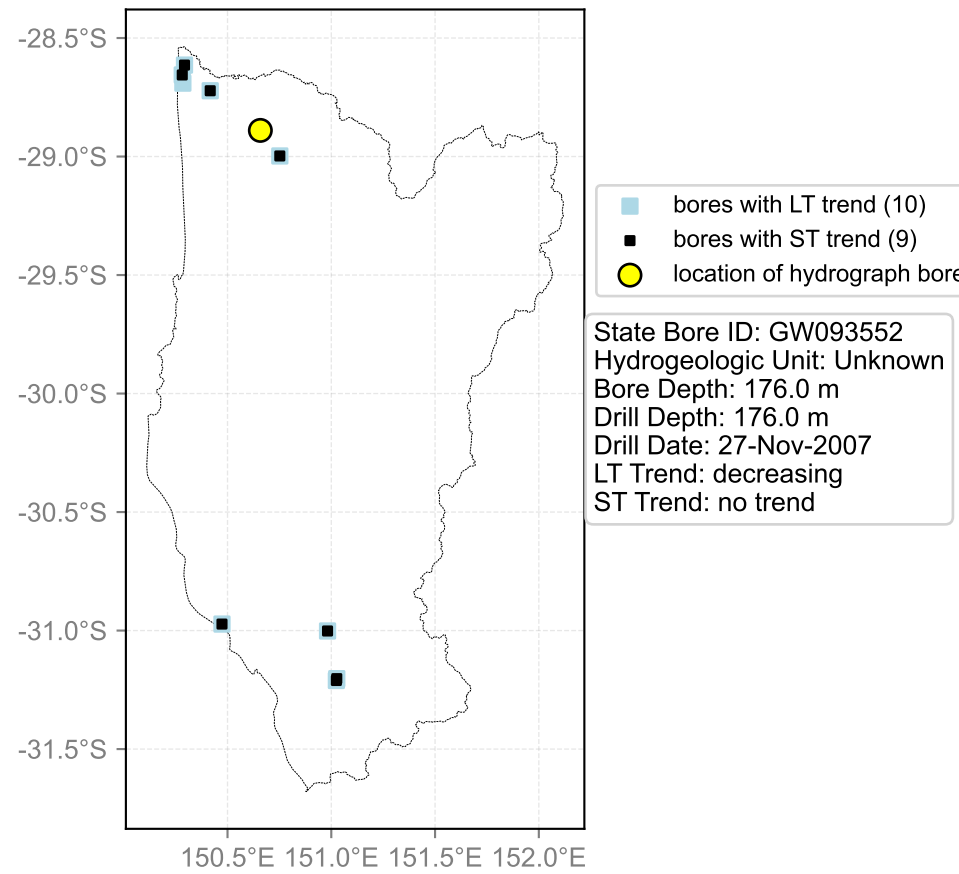 -28.5°S
-29.0°S
-29.5°S
-30.0°S
-30.5°S
-31.0°S
-31.5°S
150.5°E 151.0°E 151.5°E 152.0°E
bores with LT trend (10)
bores with ST trend (9)
location of hydrograph bore
State Bore ID: GW093552
Hydrogeologic Unit: Unknown
Bore Depth: 176.0 m
Drill Depth: 176.0 m
Drill Date: 27-Nov-2007
LT Trend: decreasing
ST Trend: no trend